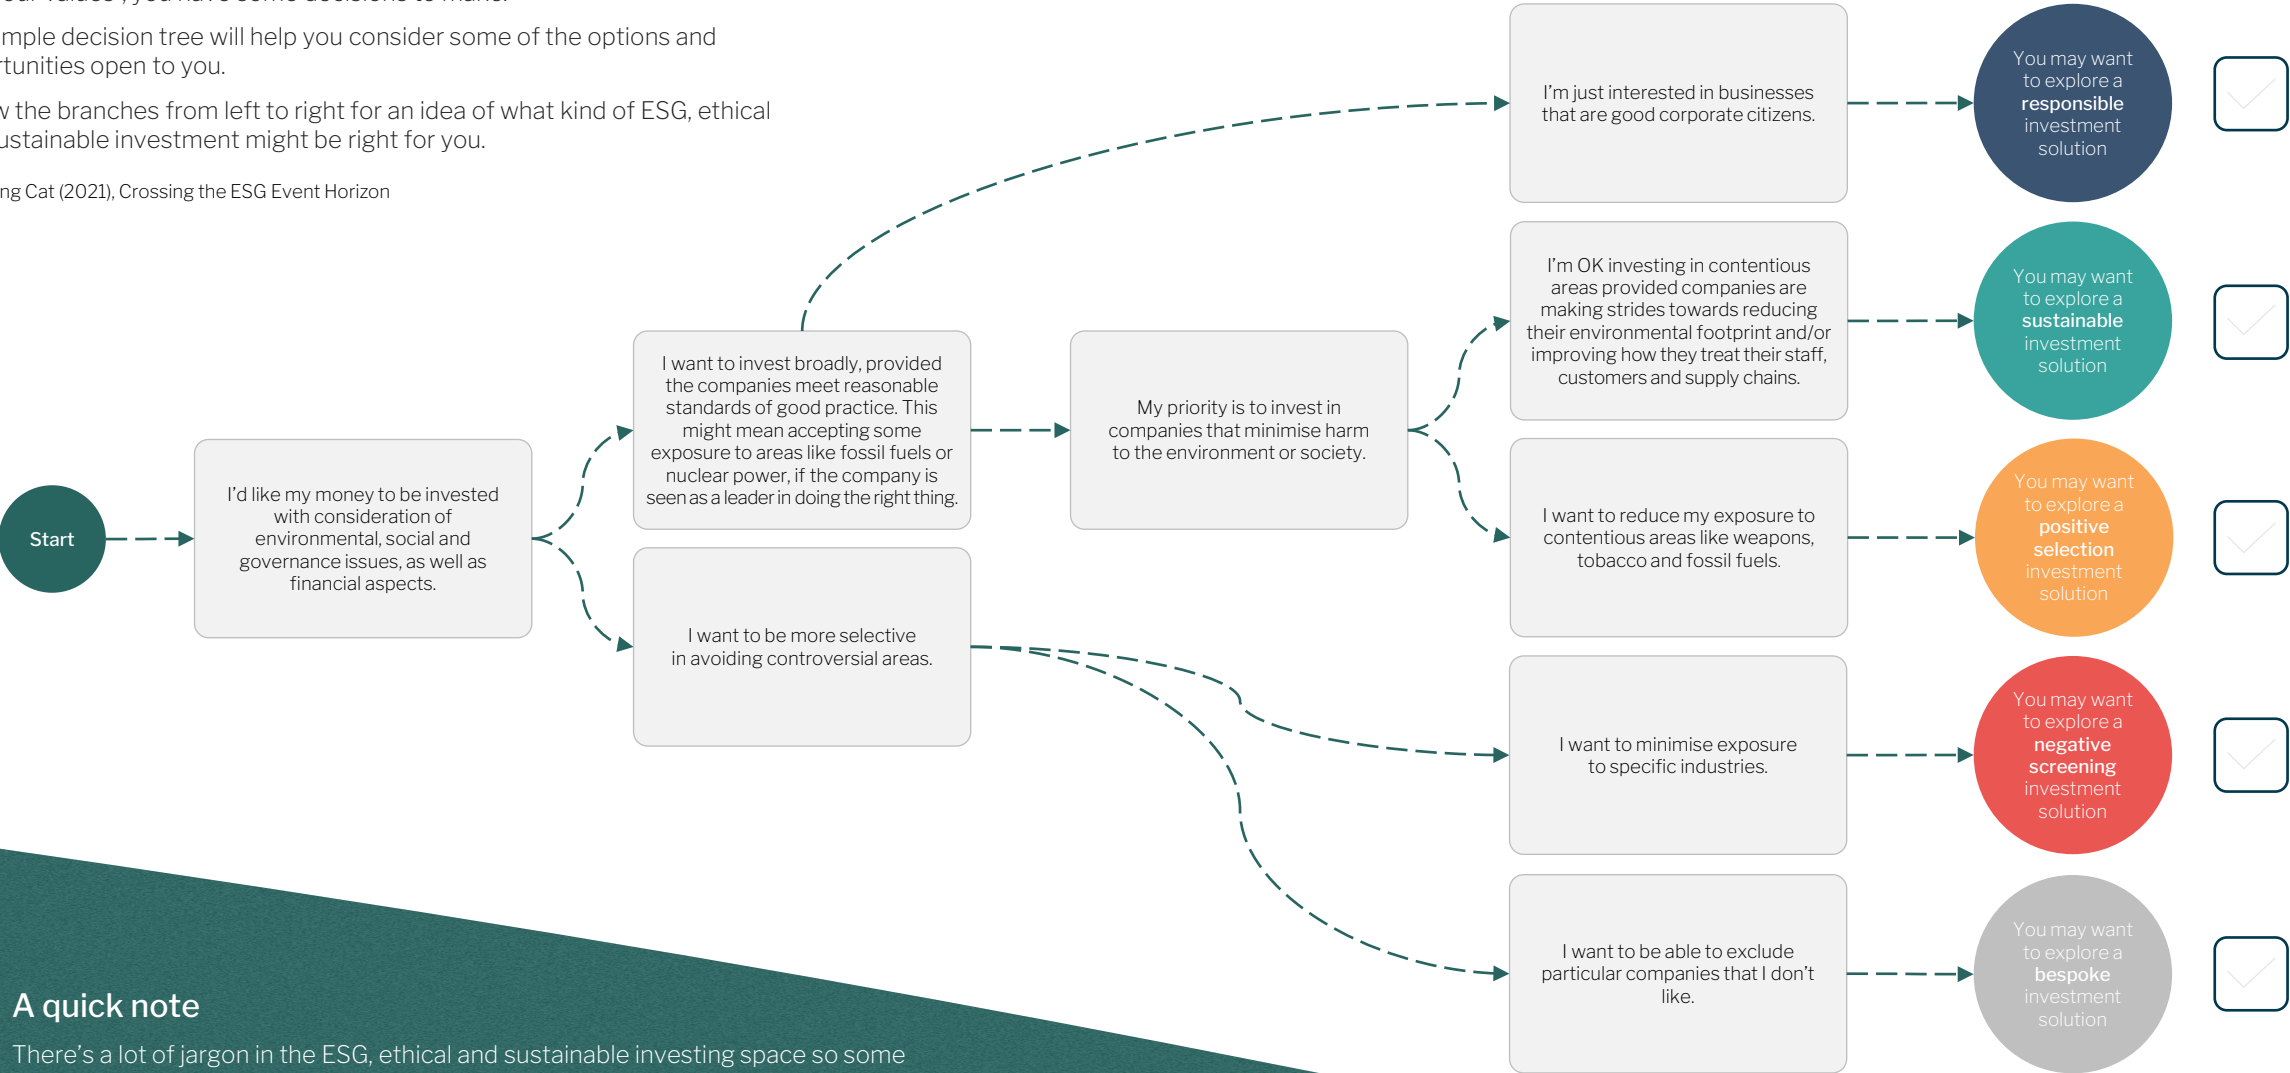 our values', you have some decisions to make.
mple decision tree will help you consider some of the options and
rtunities open to you.
w the branches from left to right for an idea of what kind of ESG, ethical
ustainable investment might be right for you.
ng Cat (2021), Crossing the ESG Event Horizon
Start
I'd like my money to be invested
with consideration of
environmental, social and
governance issues, as well as
financial aspects.
I want to invest broadly, provided
the companies meet reasonable
standards of good practice. This
might mean accepting some
exposure to areas like fossil fuels or
nuclear power, if the company is
seen as a leader in doing the right thing.
I want to be more selective
in avoiding controversial areas.
My priority is to invest in
companies that minimise harm
to the environment or society.
I'm just interested in businesses
that are good corporate citizens.
You may want
to explore a
responsible
investment
solution
I'm OK investing in contentious
areas provided companies are
making strides towards reducing
their environmental footprint and/or
improving how they treat their staff,
customers and supply chains.
You may want
to explore a
sustainable
investment
solution
I want to reduce my exposure to
contentious areas like weapons,
tobacco and fossil fuels.
You may want
to explore a
positive
selection
investment
solution
I want to minimise exposure
to specific industries.
You may want
to explore a
negative
screening
investment
solution
I want to be able to exclude
particular companies that I don't
like.
You may want
to explore a
bespoke
investment
solution
A quick note
There's a lot of jargon in the ESG, ethical and sustainable investing space so some